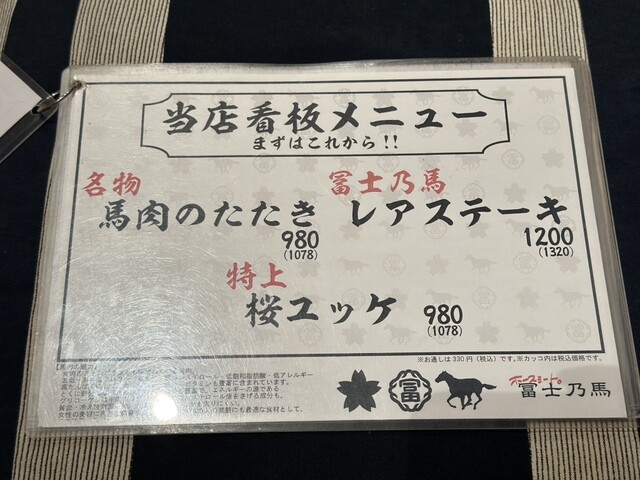 当店看板メニュー
まずはこれから!!
名物
馬肉のたたき
980
(1078)
冨士乃馬
レアステーキ
1200
(1320)
特上
桜ユッケ
980
(1078)
※お通しは330円(税込)です。※カッコ内は税込価格です。
冨
冨士乃馬